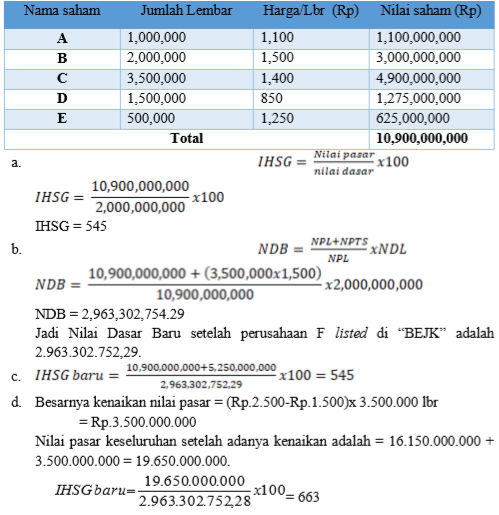 Nama saham Jumlah Lembar Harga/Lbr (Rp) Nilai saham (Rp)
A 1,000,000 1,100 1,100,000,000
B 2,000,000 1,500 3,000,000,000
C 3,500,000 1,400 4,900,000,000
D 1,500,000 850 1,275,000,000
E 500,000 1,250 625,000,000
Total 10,900,000,000
a. IHSG = Nilai pasar / nilai dasar x100
IHSG = 10,900,000,000 / 2,000,000,000 x100
IHSG = 545
b. NDB = NPL+NPTS / NPL xNDL
NDB = 10,900,000,000 + (3,500,000x1,500) / 10,900,000,000 x2,000,000,000
NDB = 2,963,302,754.29
Jadi Nilai Dasar Baru setelah perusahaan F listed di “BEJK” adalah
2.963.302.752,29.
c. IHSG baru = 10,900,000,000+5,250,000,000 / 2,963,302,752,29 x100 = 545
d. Besarnya kenaikan nilai pasar = (Rp.2.500-Rp.1.500)x 3.500.000 lbr
= Rp.3.500.000.000
Nilai pasar keseluruhan setelah adanya kenaikan adalah = 16.150.000.000 +
3.500.000.000 = 19.650.000.000.
IHSGbaru= 19.650.000.000 / 2.963.302.752,28 x100= 663